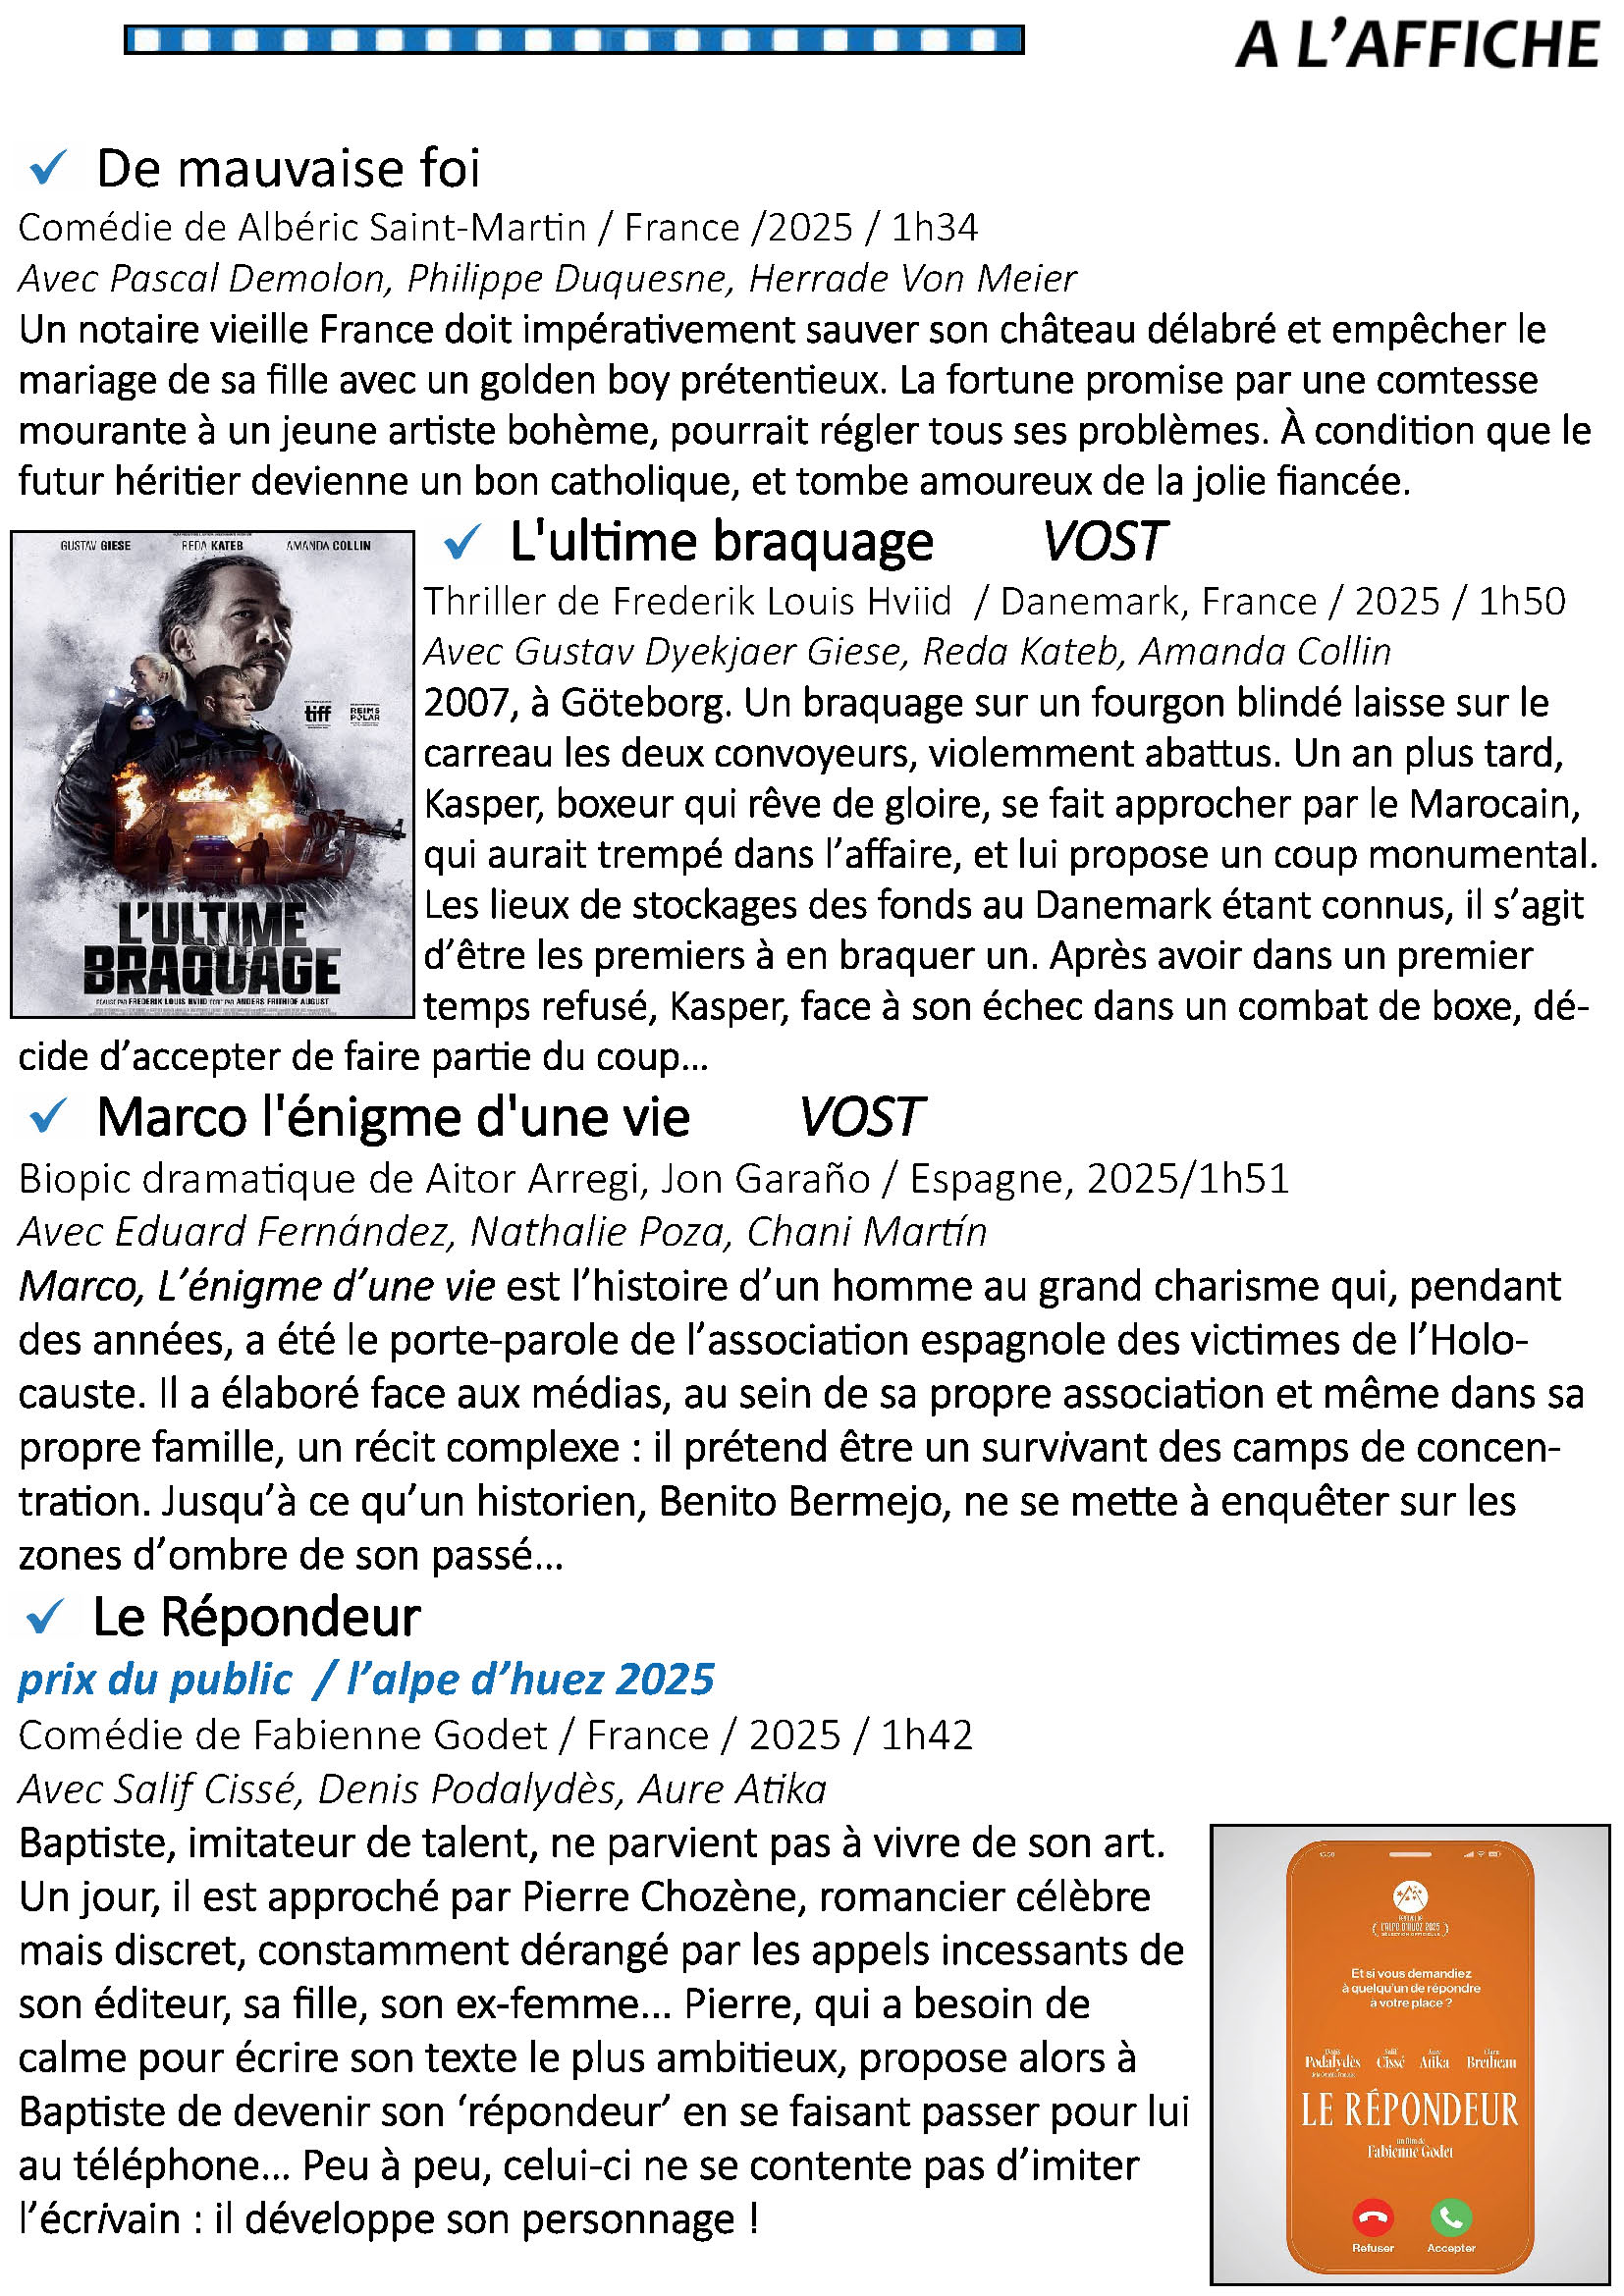 A L’AFFICHE
✓ De mauvaise foi
Comédie de Albéric Saint-Martin / France /2025 / 1h34
Avec Pascal Demolon, Philippe Duquesne, Herrade Von Meier
Un notaire vieille France doit impérativement sauver son château délabré et empêcher le
mariage de sa fille avec un golden boy prétentieux. La fortune promise par une comtesse
mourante à un jeune artiste bohème, pourrait régler tous ses problèmes. À condition que le
futur héritier devienne un bon catholique, et tombe amoureux de la jolie fiancée.
GUSTAV GIESE REDA KATEB AMANDA COLLIN
tiff REIMS POLAR
L'ULTIME
BRAQUAGE
RÉALISÉ PAR FREDERIK LOUIS HVIID ÉCRIT PAR ANDERS FRITHIOF AUGUST
✓ L'ultime braquage VOST
Thriller de Frederik Louis Hviid / Danemark, France / 2025 / 1h50
Avec Gustav Dyekjaer Giese, Reda Kateb, Amanda Collin
2007, à Göteborg. Un braquage sur un fourgon blindé laisse sur le
carreau les deux convoyeurs, violemment abattus. Un an plus tard,
Kasper, boxeur qui rêve de gloire, se fait approcher par le Marocain,
qui aurait trempé dans l’affaire, et lui propose un coup monumental.
Les lieux de stockages des fonds au Danemark étant connus, il s’agit
d’être les premiers à en braquer un. Après avoir dans un premier
temps refusé, Kasper, face à son échec dans un combat de boxe, dé-
cide d’accepter de faire partie du coup…
✓ Marco l'énigme d'une vie VOST
Biopic dramatique de Aitor Arregi, Jon Garaño / Espagne, 2025/1h51
Avec Eduard Fernández, Nathalie Poza, Chani Martín
Marco, L’énigme d’une vie est l’histoire d’un homme au grand charisme qui, pendant
des années, a été le porte-parole de l’association espagnole des victimes de l’Holo-
causte. Il a élaboré face aux médias, au sein de sa propre association et même dans sa
propre famille, un récit complexe : il prétend être un survivant des camps de concen-
tration. Jusqu’à ce qu’un historien, Benito Bermejo, ne se mette à enquêter sur les
zones d’ombre de son passé…
✓ Le Répondeur
prix du public / l’alpe d’huez 2025
Comédie de Fabienne Godet / France / 2025 / 1h42
Avec Salif Cissé, Denis Podalydès, Aure Atika
Baptiste, imitateur de talent, ne parvient pas à vivre de son art.
Un jour, il est approché par Pierre Chozène, romancier célèbre
mais discret, constamment dérangé par les appels incessants de
son éditeur, sa fille, son ex-femme… Pierre, qui a besoin de
calme pour écrire son texte le plus ambitieux, propose alors à
Baptiste de devenir son ‘répondeur’ en se faisant passer pour lui
au téléphone… Peu à peu, celui-ci ne se contente pas d’imiter
l’écrivain : il développe son personnage !
FESTIVAL DE
L'ALPE D'HUEZ 2025
SÉLECTION OFFICIELLE
Et si vous demandiez
à quelqu'un de répondre
à votre place ?
Denis Salif Aure Clara
Podalydès Cissé Atika Bretheau
LE RÉPONDEUR
un film de
Fabienne Godet
Refuser Accepter